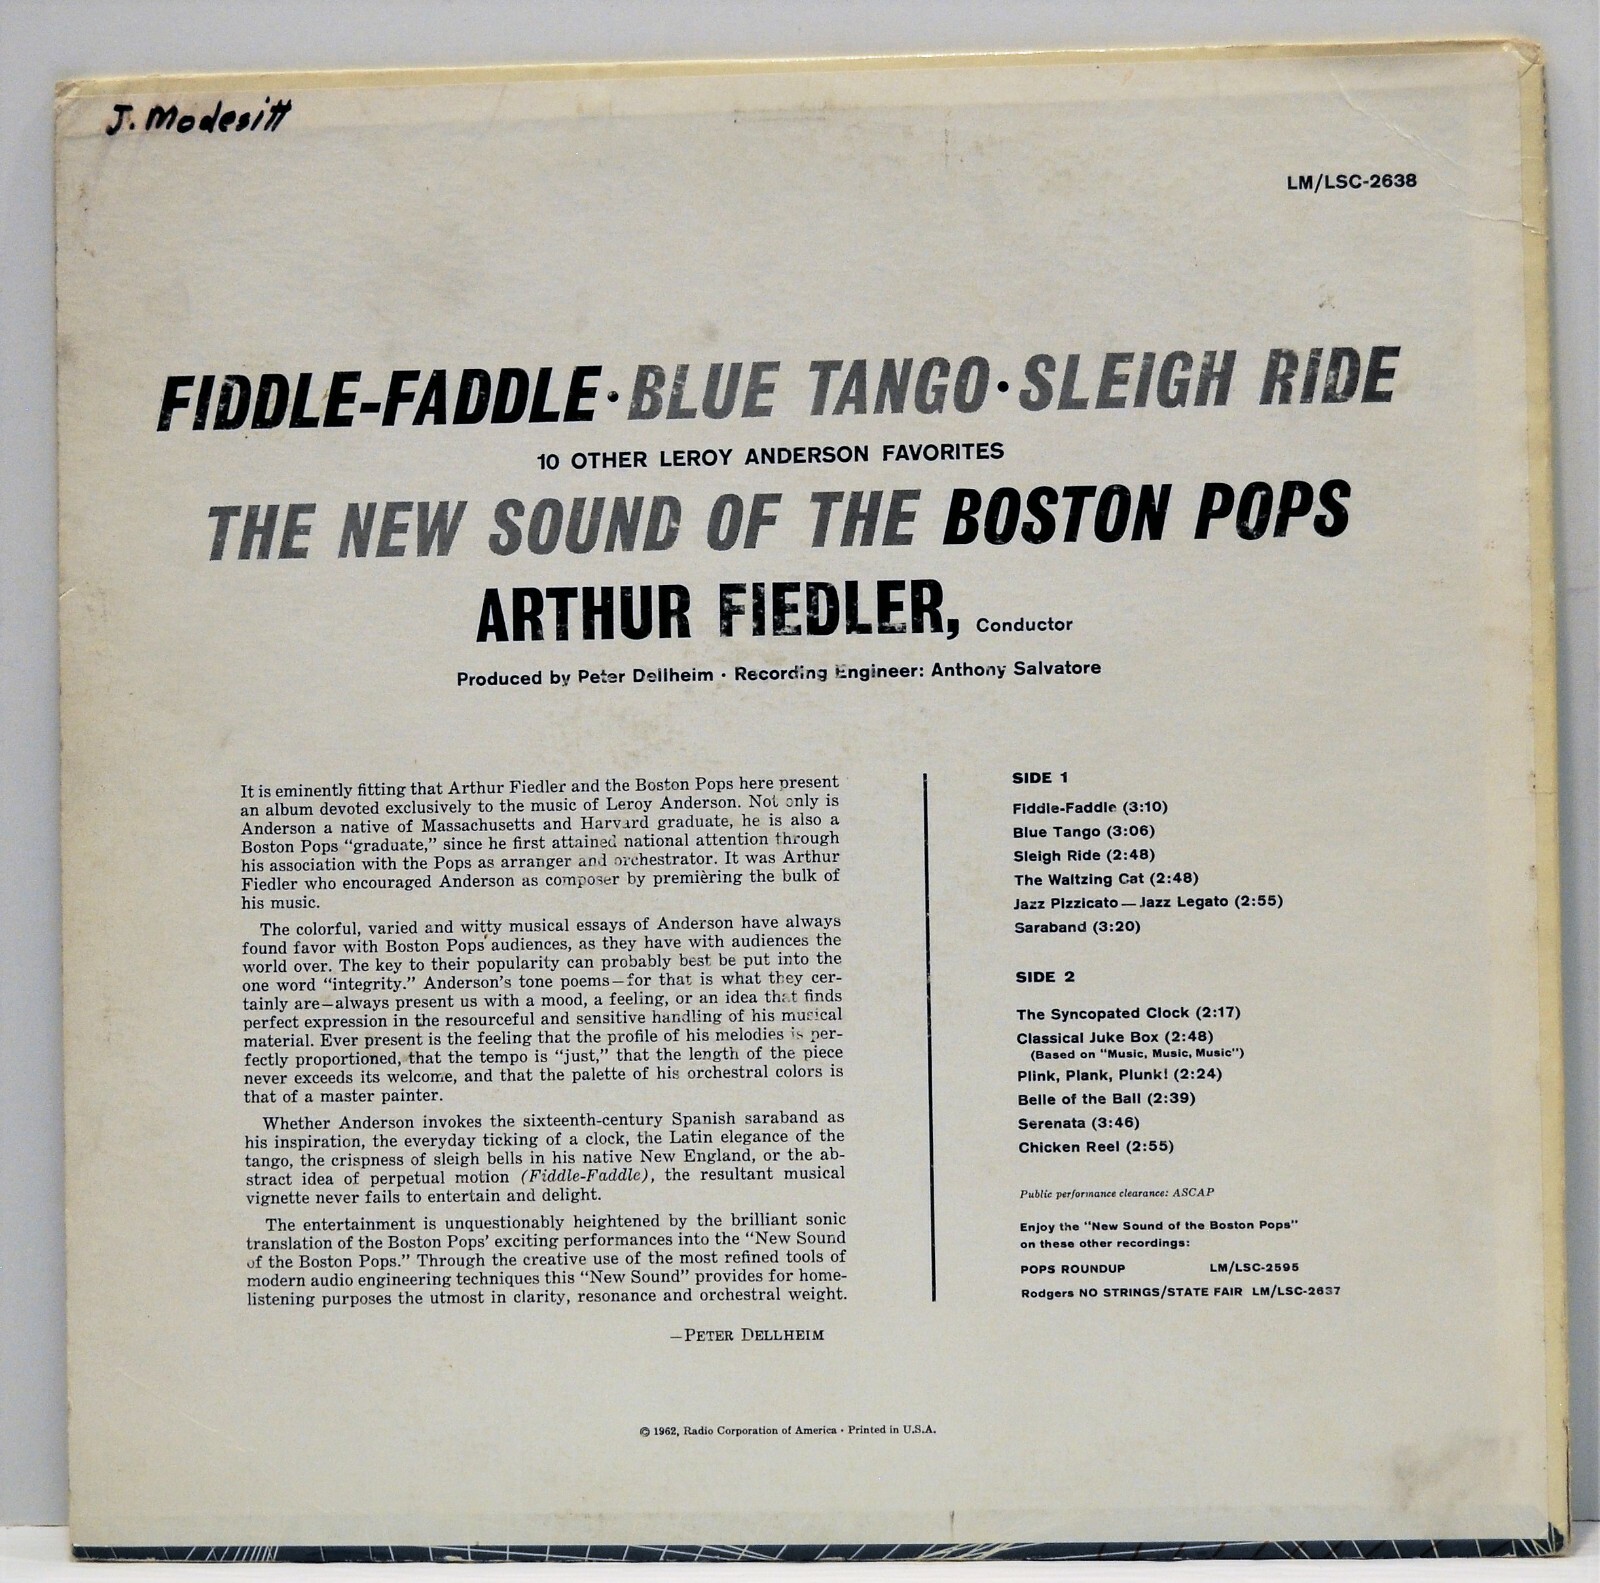 J. Modesitt
LM/LSC-2638
FIDDLE-FADDLE · BLUE TANGO · SLEIGH RIDE
10 OTHER LEROY ANDERSON FAVORITES
THE NEW SOUND OF THE BOSTON POPS
ARTHUR FIEDLER, Conductor
Produced by Peter Dellheim · Recording Engineer: Anthony Salvatore
It is eminently fitting that Arthur Fiedler and the Boston Pops here present
an album devoted exclusively to the music of Leroy Anderson. Not only is
Anderson a native of Massachusetts and Harvard graduate, he is also a
Boston Pops “graduate,” since he first attained national attention through
his association with the Pops as arranger and orchestrator. It was Arthur
Fiedler who encouraged Anderson as composer by premièring the bulk of
his music.
The colorful, varied and witty musical essays of Anderson have always
found favor with Boston Pops' audiences, as they have with audiences the
world over. The key to their popularity can probably best be put into the
one word “integrity.” Anderson's tone poems—for that is what they cer-
tainly are—always present us with a mood, a feeling, or an idea that finds
perfect expression in the resourceful and sensitive handling of his musical
material. Ever present is the feeling that the profile of his melodies is per-
fectly proportioned, that the tempo is “just,” that the length of the piece
never exceeds its welcome, and that the palette of his orchestral colors is
that of a master painter.
Whether Anderson invokes the sixteenth-century Spanish saraband as
his inspiration, the everyday ticking of a clock, the Latin elegance of the
tango, the crispness of sleigh bells in his native New England, or the ab-
stract idea of perpetual motion (Fiddle-Faddle), the resultant musical
vignette never fails to entertain and delight.
The entertainment is unquestionably heightened by the brilliant sonic
translation of the Boston Pops' exciting performances into the “New Sound
of the Boston Pops.” Through the creative use of the most refined tools of
modern audio engineering techniques this “New Sound” provides for home-
listening purposes the utmost in clarity, resonance and orchestral weight.
—PETER DELLHEIM
SIDE 1
Fiddle-Faddle (3:10)
Blue Tango (3:06)
Sleigh Ride (2:48)
The Waltzing Cat (2:48)
Jazz Pizzicato—Jazz Legato (2:55)
Saraband (3:20)
SIDE 2
The Syncopated Clock (2:17)
Classical Juke Box (2:48)
(Based on "Music, Music, Music")
Plink, Plank, Plunk! (2:24)
Belle of the Ball (2:39)
Serenata (3:46)
Chicken Reel (2:55)
Public performance clearance: ASCAP
Enjoy the "New Sound of the Boston Pops"
on these other recordings:
POPS ROUNDUP LM/LSC-2595
Rodgers NO STRINGS/STATE FAIR LM/LSC-2637
© 1962, Radio Corporation of America · Printed in U.S.A.